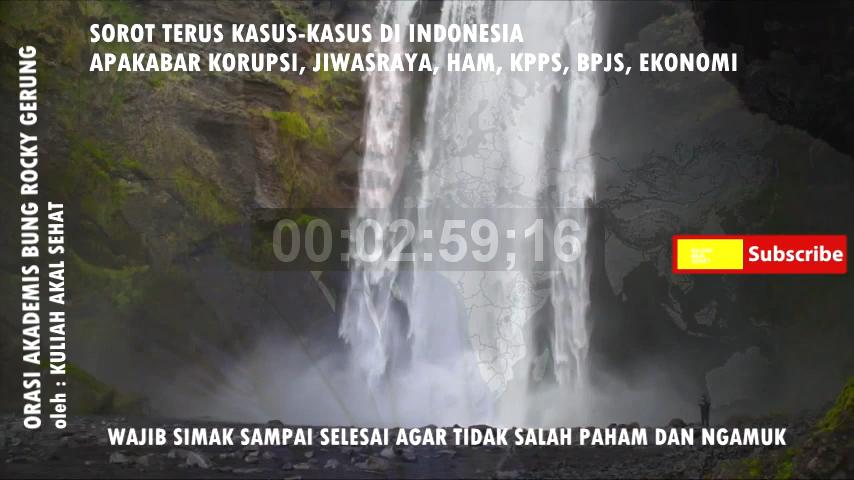 SOROT TERUS KASUS-KASUS DI INDONESIA
APAKABAR KORUPSI, JIWASRAYA, HAM, KPPS, BPJS, EKONOMI
ORASI AKADEMIS BUNG ROCKY GERUNG
oleh : KULIAH AKAL SEHAT
00:02:59;16
Subscribe
WAJIB SIMAK SAMPAI SELESAI AGAR TIDAK SALAH PAHAM DAN NGAMUK